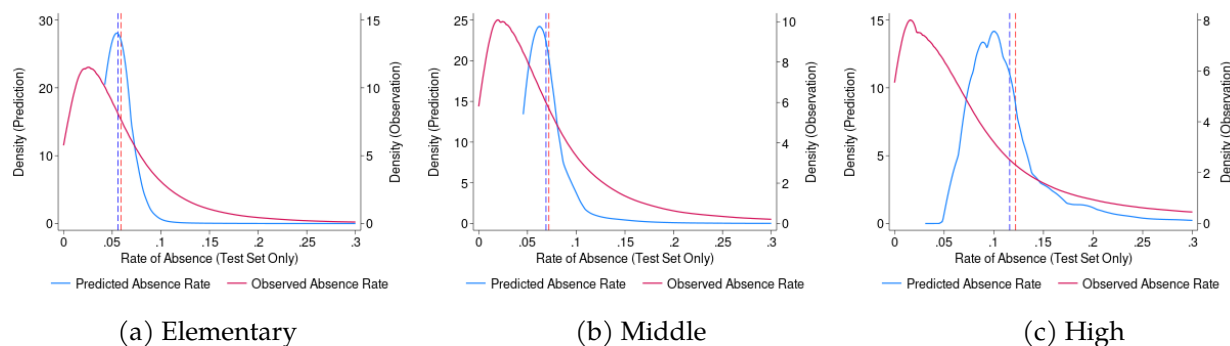 Density (Prediction)
30
20
10
0
Density (Observation)
15
10
5
0
0 .05 .1 .15 .2 .25 .3
Rate of Absence (Test Set Only)
Predicted Absence Rate Observed Absence Rate
(a) Elementary
Density (Prediction)
25
20
15
10
5
0
Density (Observation)
10
8
6
4
2
0
0 .05 .1 .15 .2 .25 .3
Rate of Absence (Test Set Only)
Predicted Absence Rate Observed Absence Rate
(b) Middle
Density (Prediction)
15
10
5
0
Density (Observation)
8
6
4
2
0
0 .05 .1 .15 .2 .25 .3
Rate of Absence (Test Set Only)
Predicted Absence Rate Observed Absence Rate
(c) High